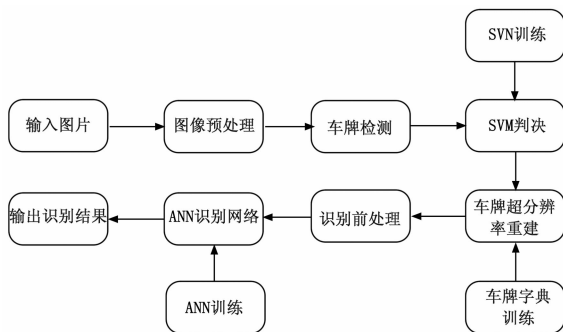 SVN训练
输入图片
图像预处理
车牌检测
SVM判决
输出识别结果
ANN识别网络
识别前处理
车牌超分辨
率重建
ANN训练
车牌字典
训练